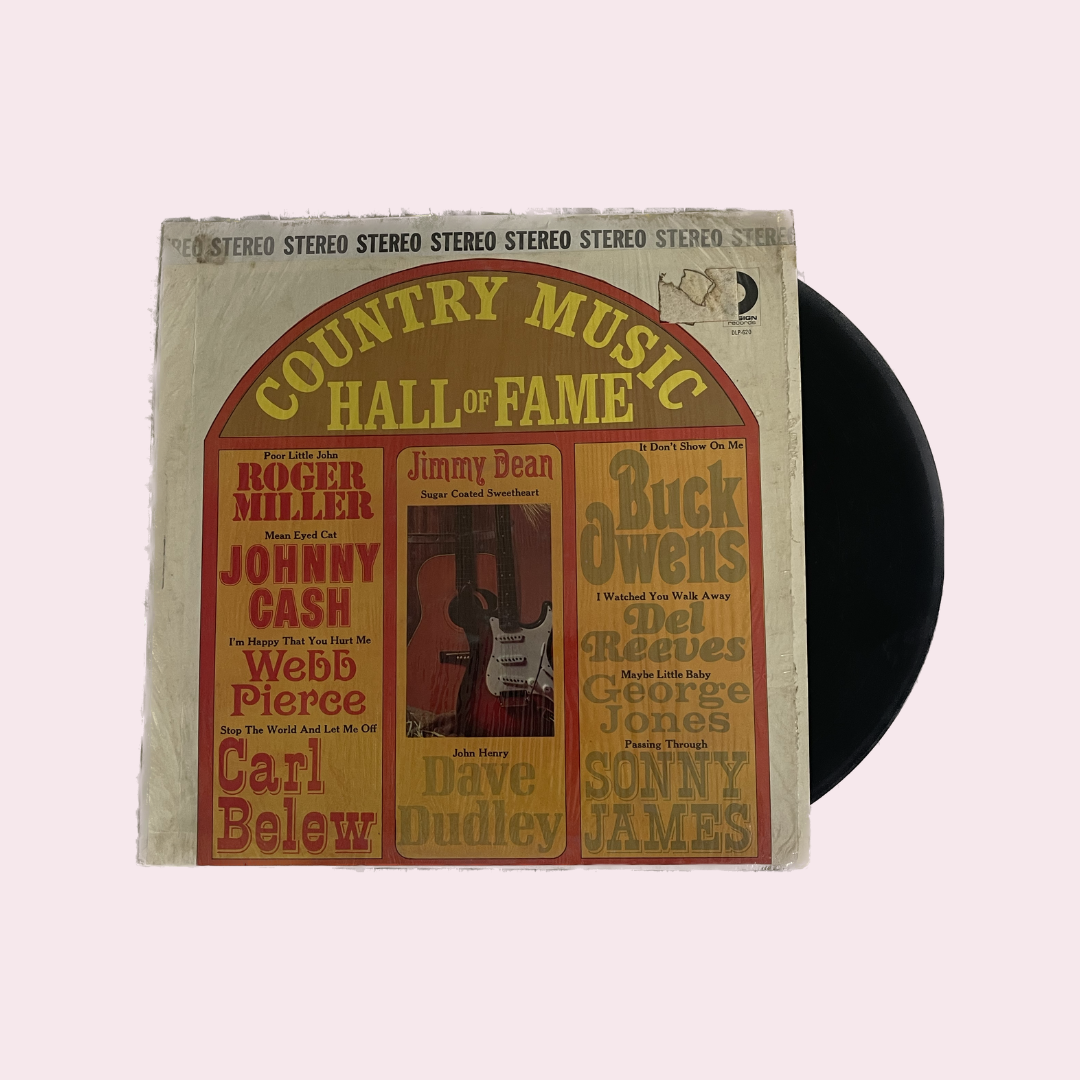 STEREO STEREO STEREO STEREO STEREO STEREO STEREO
COUNTRY MUSIC
HALL OF FAME
records
DLP-620
Poor Little John
ROGER
MILLER
Mean Eyed Cat
JOHNNY
CASH
I'm Happy That You Hurt Me
Webb
Pierce
Stop The World And Let Me Off
Carl
Belew
Jimmy Dean
Sugar Coated Sweetheart
John Henry
Dave
Dudley
It Don't Show On Me
Buck
Owens
I Watched You Walk Away
Del
Reeves
Maybe Little Baby
George
Jones
Passing Through
SONNY
JAMES